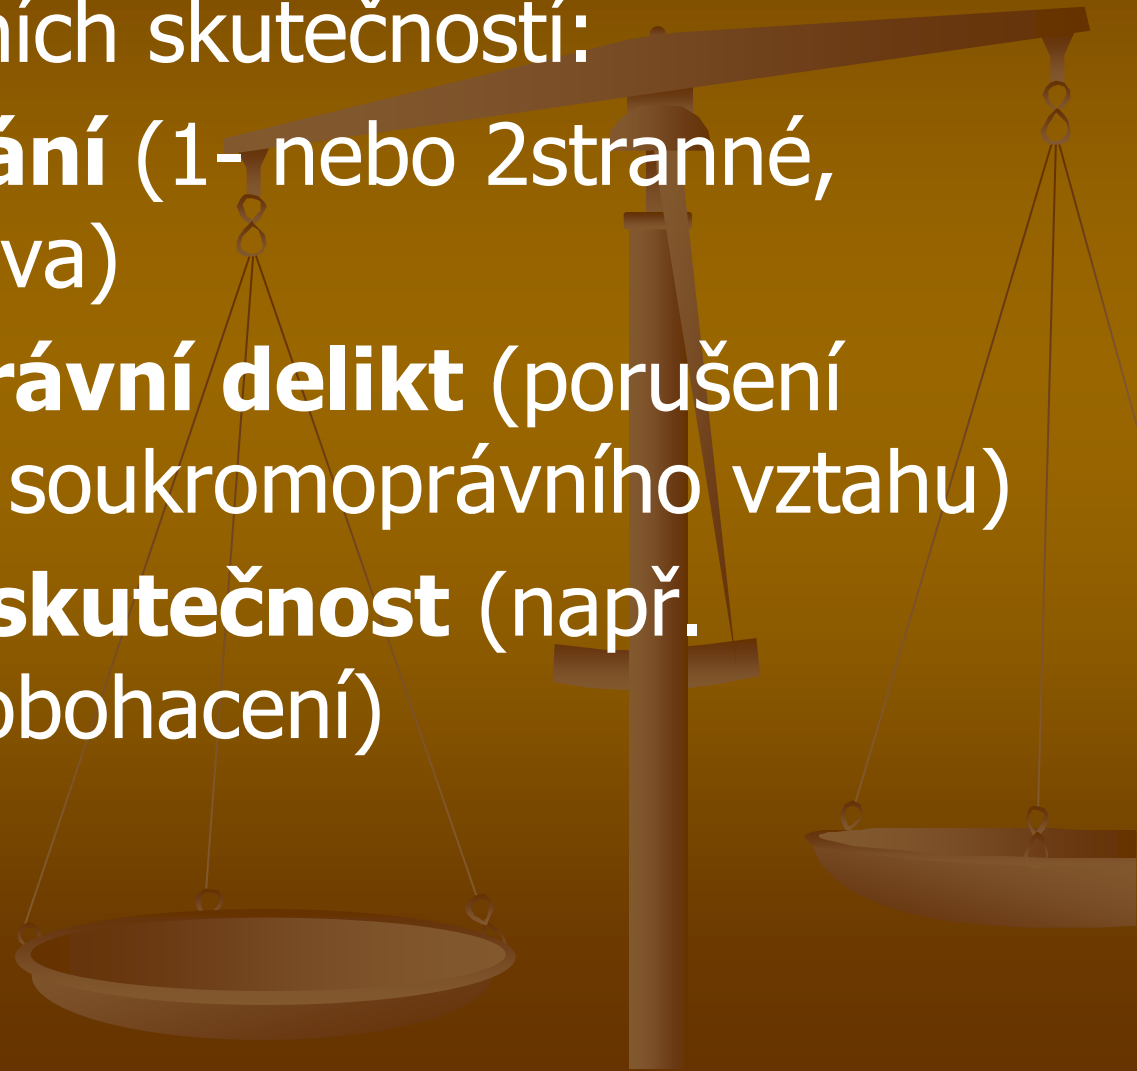 ních skutečností:
ání (1- nebo 2stranné,
va)
rávní delikt (porušení
soukromoprávního vztahu)
skutečnost (např.
obohacení)